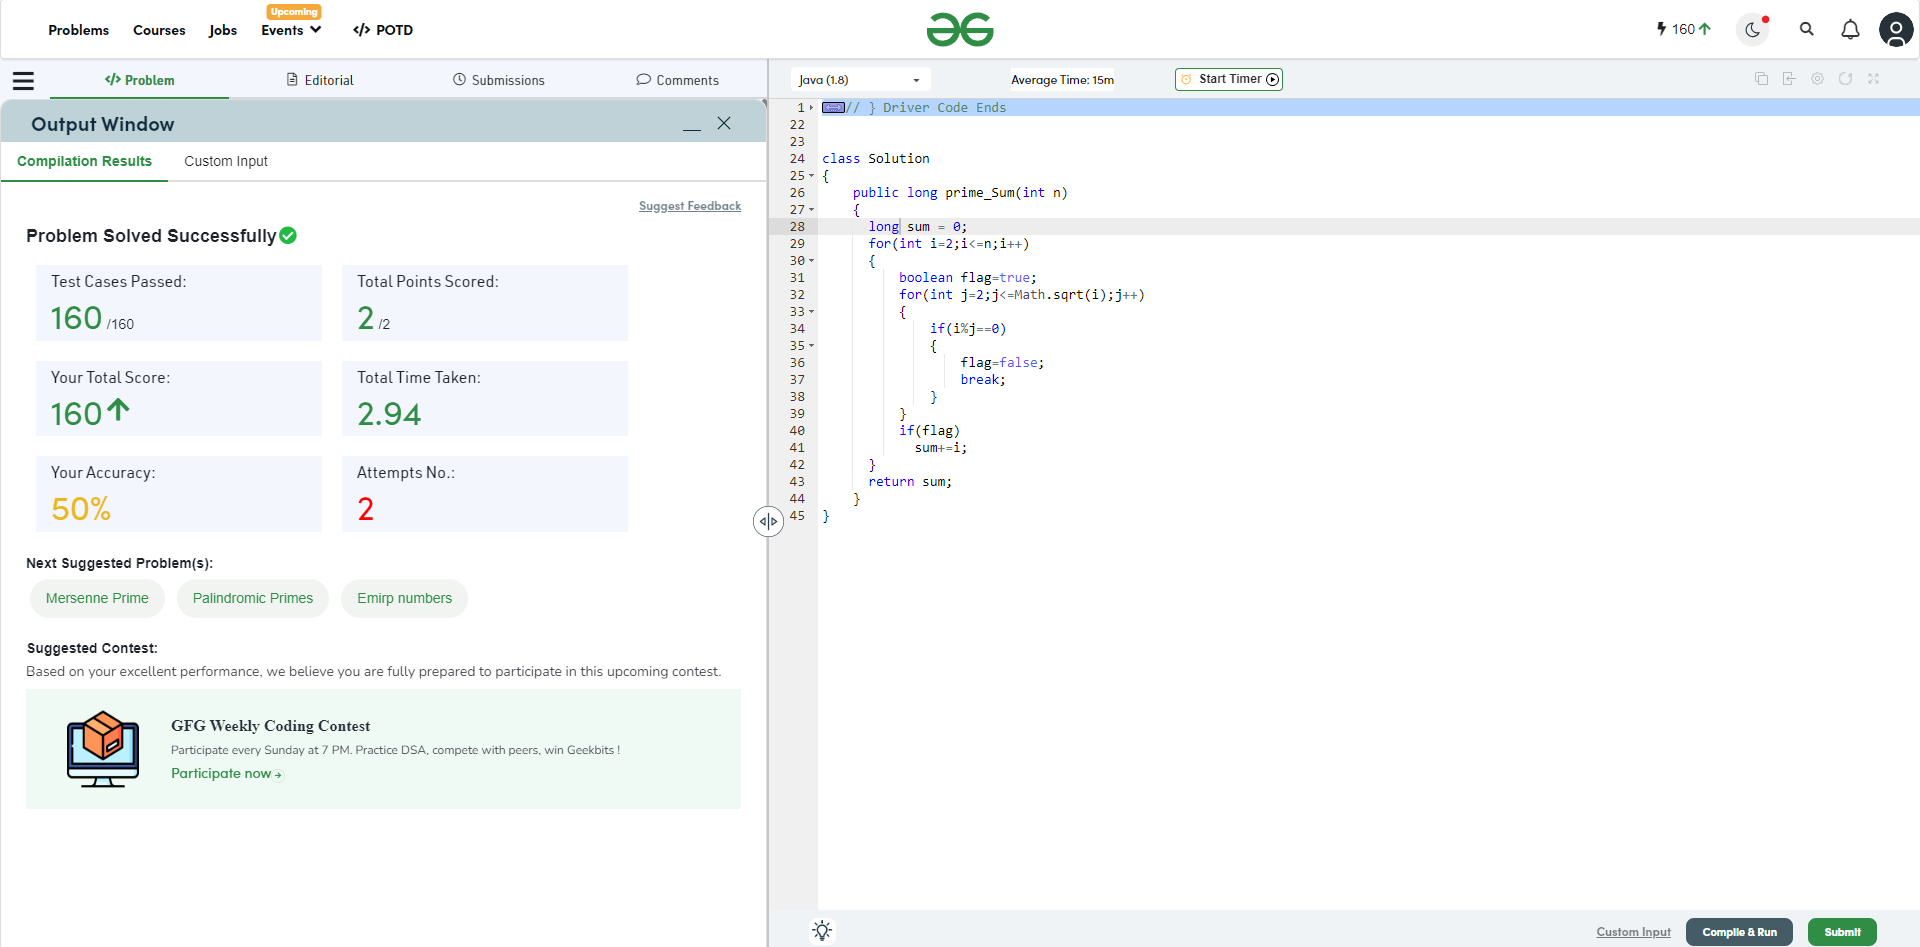 Problems Courses Jobs Upcoming Events </> POTD 160
</> Problem Editorial Submissions Comments
Output Window
Compilation Results Custom Input
Suggest Feedback
Problem Solved Successfully
Test Cases Passed:
160 /160
Total Points Scored:
2 /2
Your Total Score:
160
Total Time Taken:
2.94
Your Accuracy:
50%
Attempts No.:
2
Next Suggested Problem(s):
Mersenne Prime Palindromic Primes Emirp numbers
Suggested Contest:
Based on your excellent performance, we believe you are fully prepared to participate in this upcoming contest.
GFG Weekly Coding Contest
Participate every Sunday at 7 PM. Practice DSA, compete with peers, win Geekbits !
Participate now
Java (1.8) Average Time: 15m Start Timer
1 // } Driver Code Ends
22
23
24 class Solution
25 {
26     public long prime_Sum(int n)
27     {
28       long sum = 0;
29       for(int i=2;i<=n;i++)
30       {
31           boolean flag=true;
32           for(int j=2;j<=Math.sqrt(i);j++)
33           {
34               if(i%j==0)
35               {
36                   flag=false;
37                   break;
38               }
39           }
40           if(flag)
41             sum+=i;
42       }
43       return sum;
44     }
45 }
Custom Input Compile & Run Submit